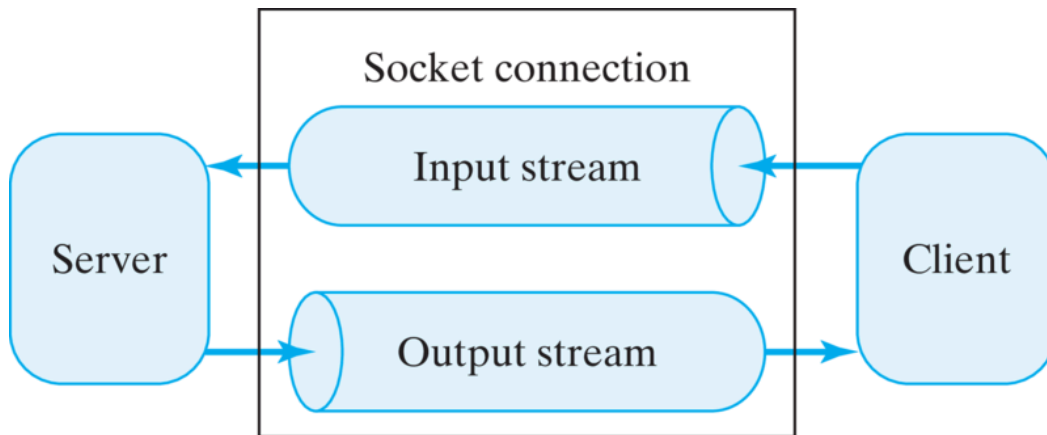 Socket connection
Input stream
Server
Client
Output stream